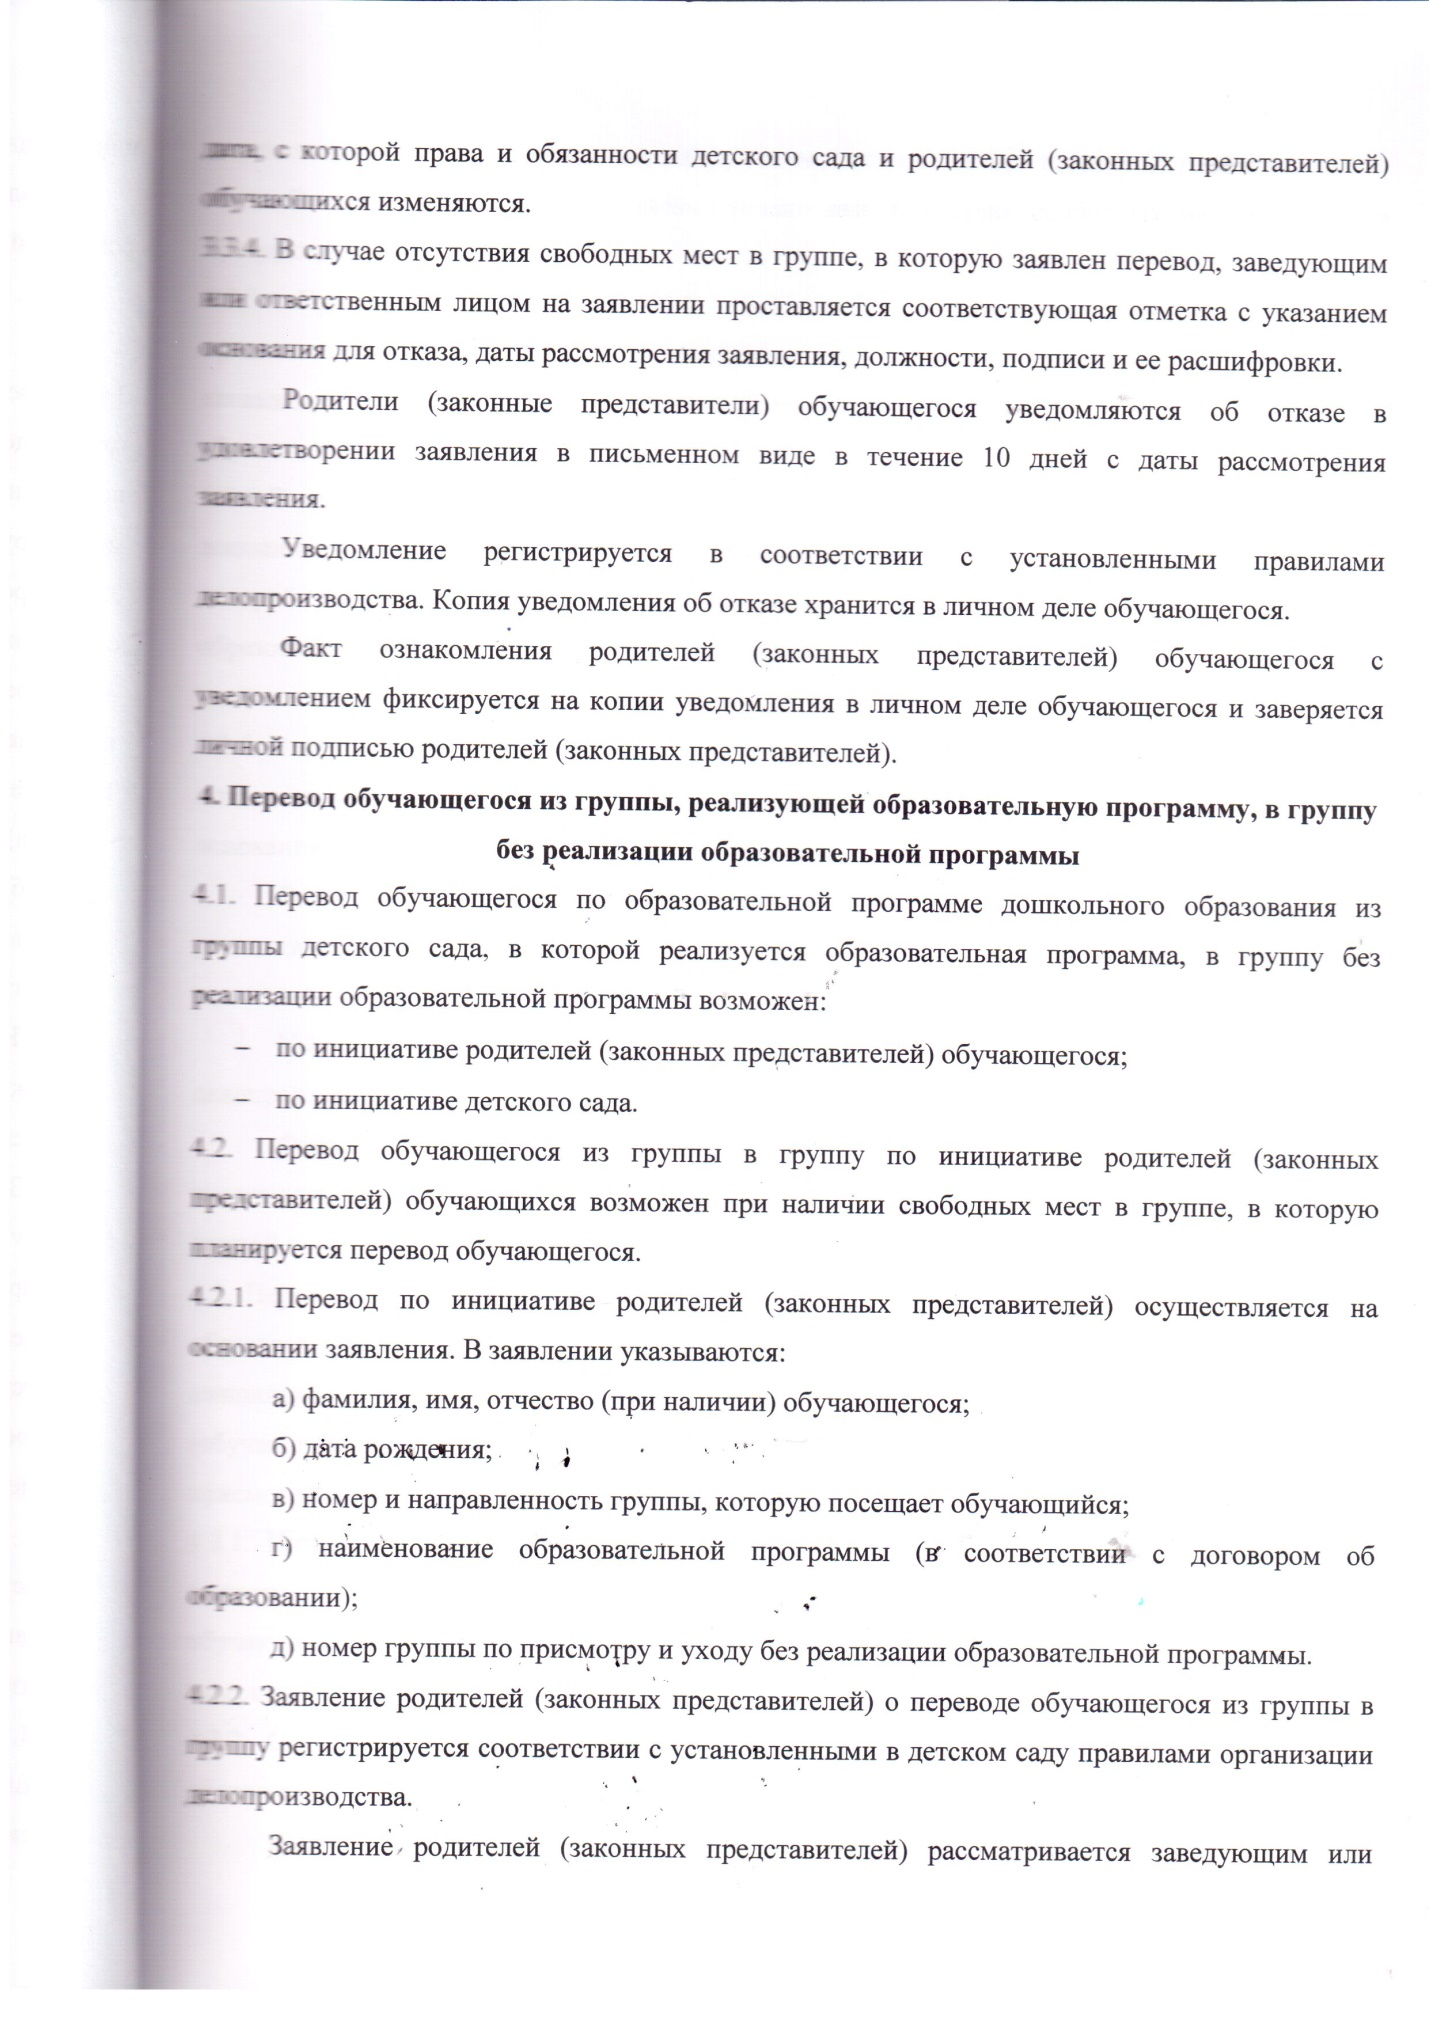 дата, с которой права и обязанности детского сада и родителей (законных представителей)
обучающихся изменяются.
3.3.4. В случае отсутствия свободных мест в группе, в которую заявлен перевод, заведующим
или ответственным лицом на заявлении проставляется соответствующая отметка с указанием
основания для отказа, даты рассмотрения заявления, должности, подписи и ее расшифровки.
Родители (законные представители) обучающегося уведомляются об отказе в
удовлетворении заявления в письменном виде в течение 10 дней с даты рассмотрения
заявления.
Уведомление регистрируется в соответствии с установленными правилами
делопроизводства. Копия уведомления об отказе хранится в личном деле обучающегося.
Факт ознакомления родителей (законных представителей) обучающегося с
уведомлением фиксируется на копии уведомления в личном деле обучающегося и заверяется
личной подписью родителей (законных представителей).
4. Перевод обучающегося из группы, реализующей образовательную программу, в группу
без реализации образовательной программы
4.1. Перевод обучающегося по образовательной программе дошкольного образования из
группы детского сада, в которой реализуется образовательная программа, в группу без
реализации образовательной программы возможен:
– по инициативе родителей (законных представителей) обучающегося;
– по инициативе детского сада.
4.2. Перевод обучающегося из группы в группу по инициативе родителей (законных
представителей) обучающихся возможен при наличии свободных мест в группе, в которую
планируется перевод обучающегося.
4.2.1. Перевод по инициативе родителей (законных представителей) осуществляется на
основании заявления. В заявлении указываются:
а) фамилия, имя, отчество (при наличии) обучающегося;
б) дата рождения;
в) номер и направленность группы, которую посещает обучающийся;
г) наименование образовательной программы (в соответствии с договором об
образовании);
д) номер группы по присмотру и уходу без реализации образовательной программы.
4.2.2. Заявление родителей (законных представителей) о переводе обучающегося из группы в
группу регистрируется соответствии с установленными в детском саду правилами организации
делопроизводства.
Заявление родителей (законных представителей) рассматривается заведующим или